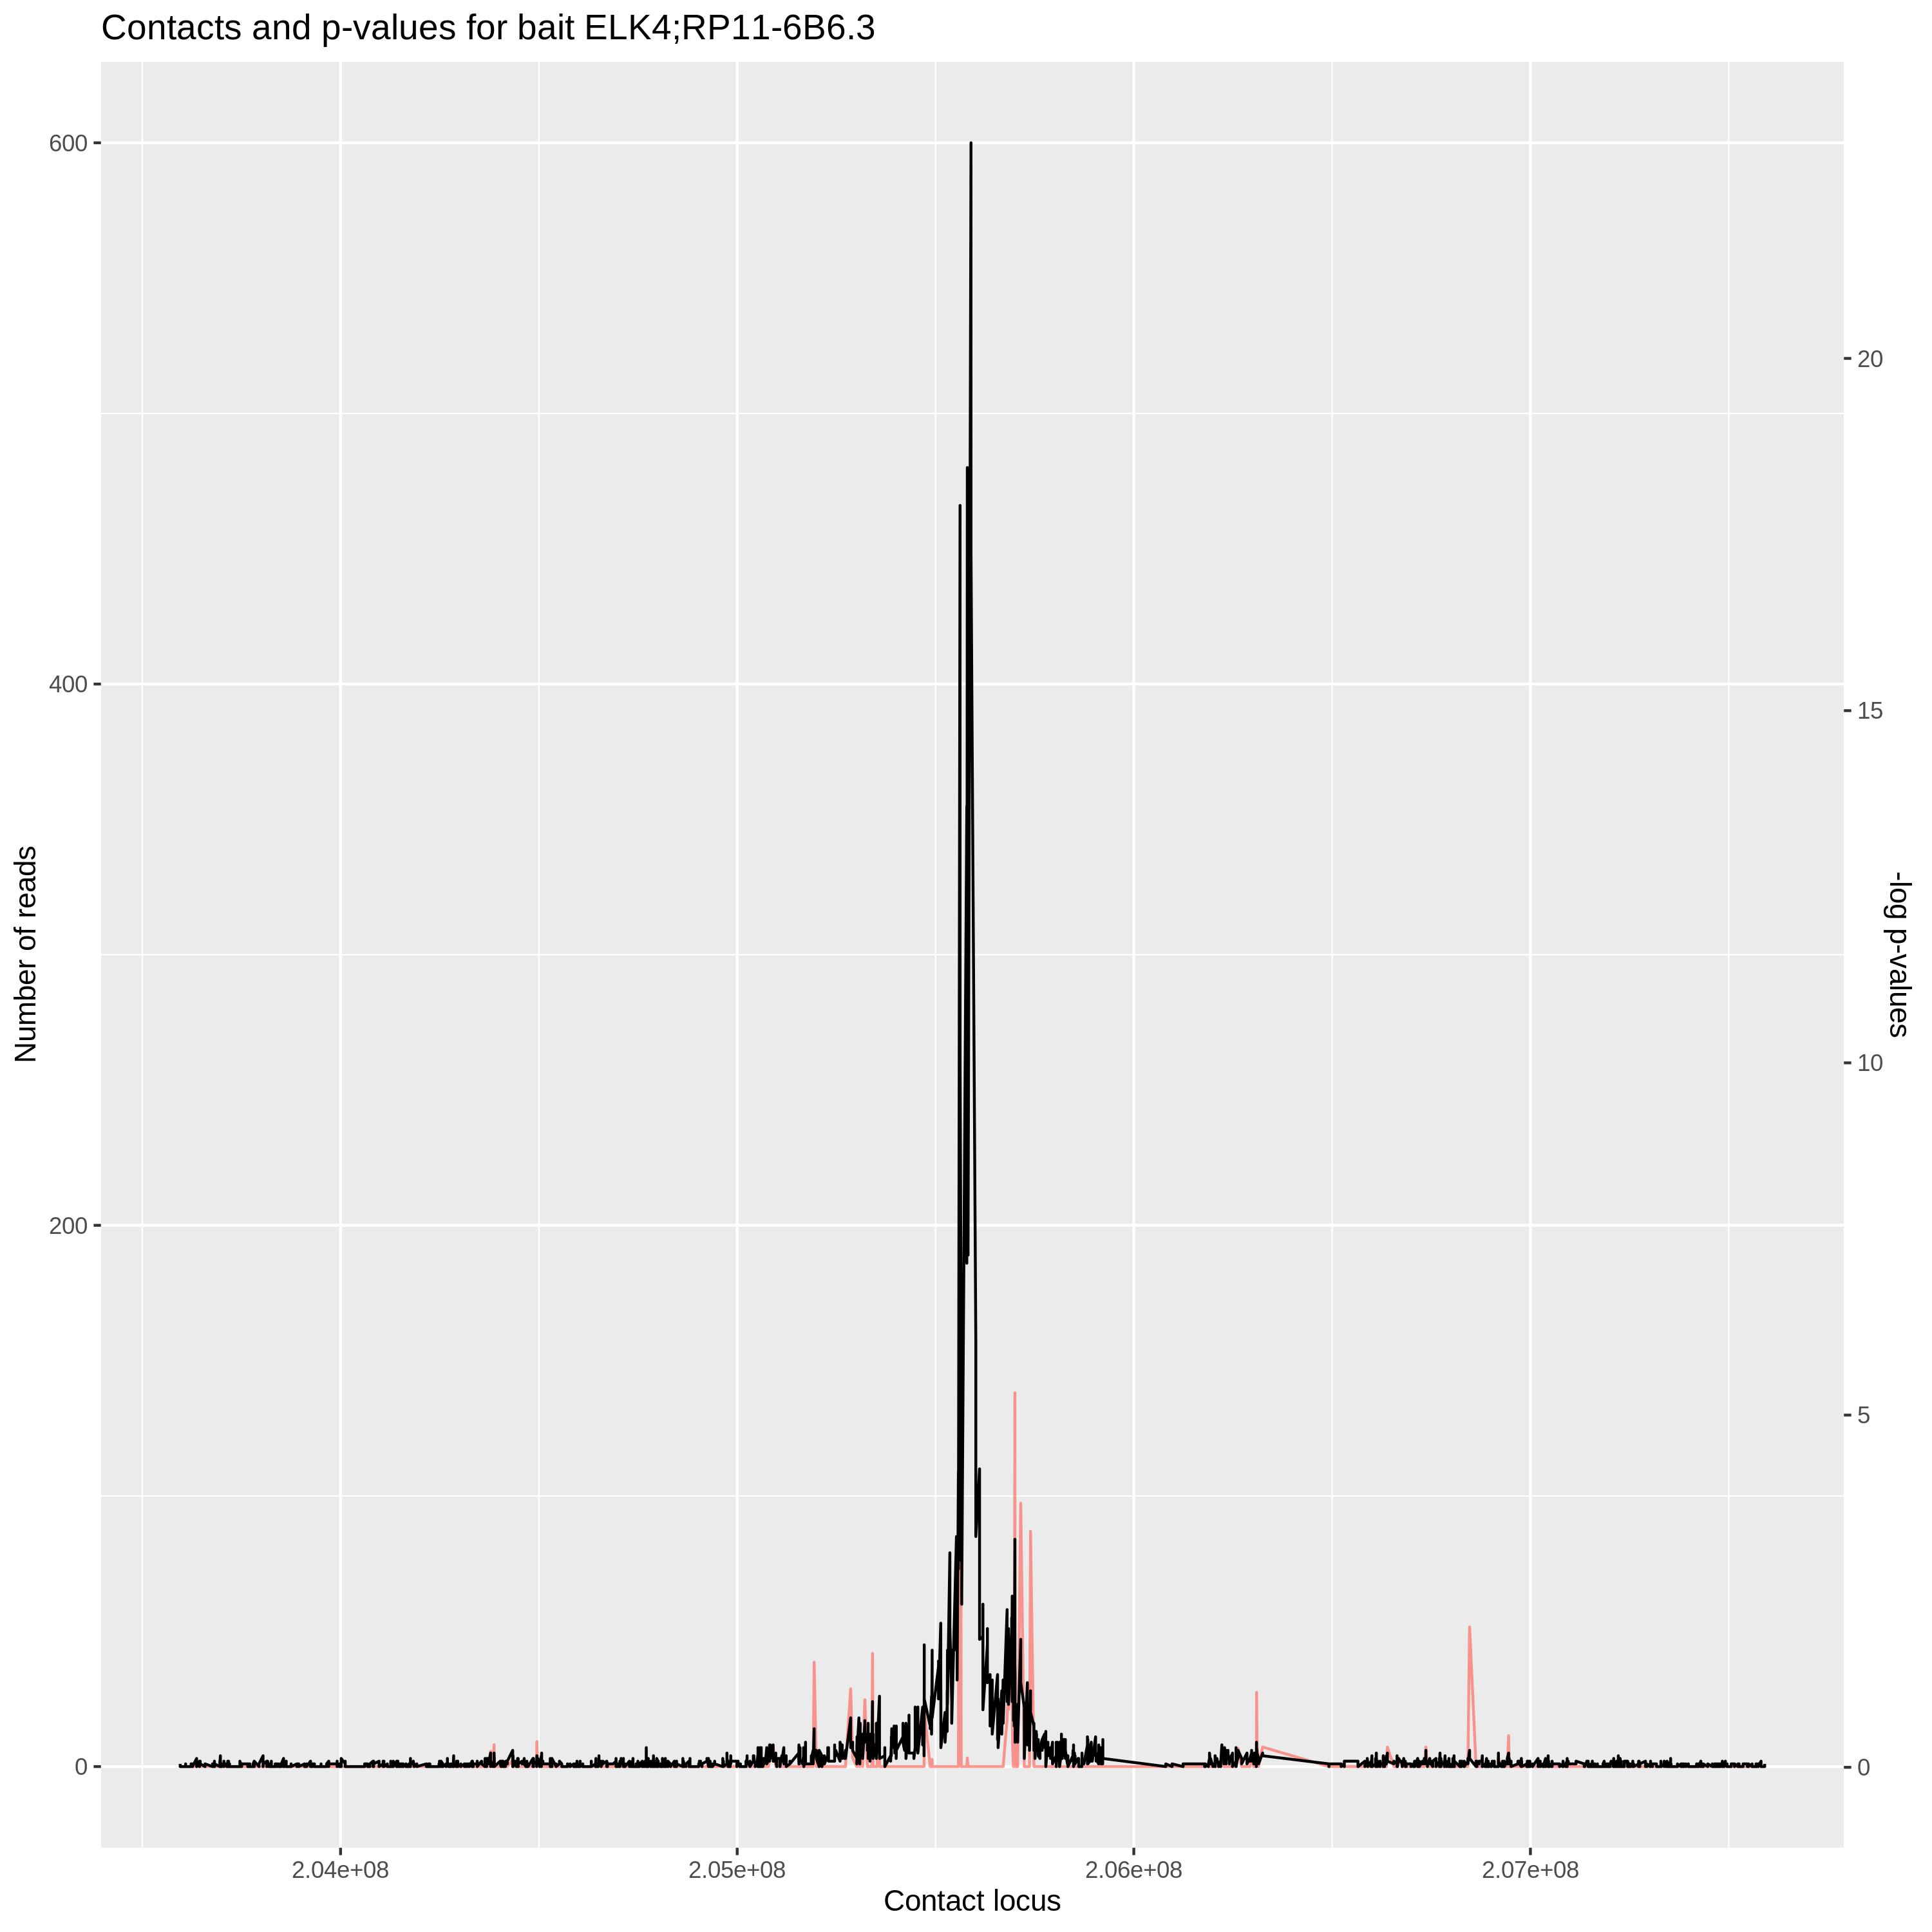 Contacts and p-values for bait ELK4;RP11-6B6.3
600
400
200
0
Number of reads
20
15
10
5
0
-log p-values
2.04e+08
2.05e+08
2.06e+08
2.07e+08
Contact locus